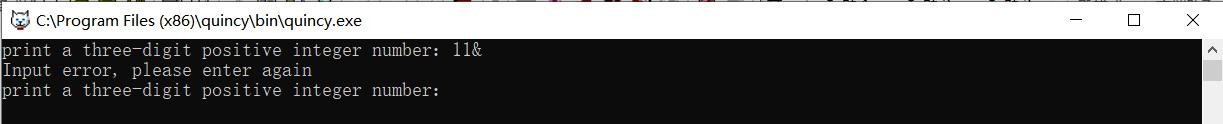 C:\Program Files (x86)\quincy\bin\quincy.exe
print a three-digit positive integer number: 11&
Input error, please enter again
print a three-digit positive integer number: